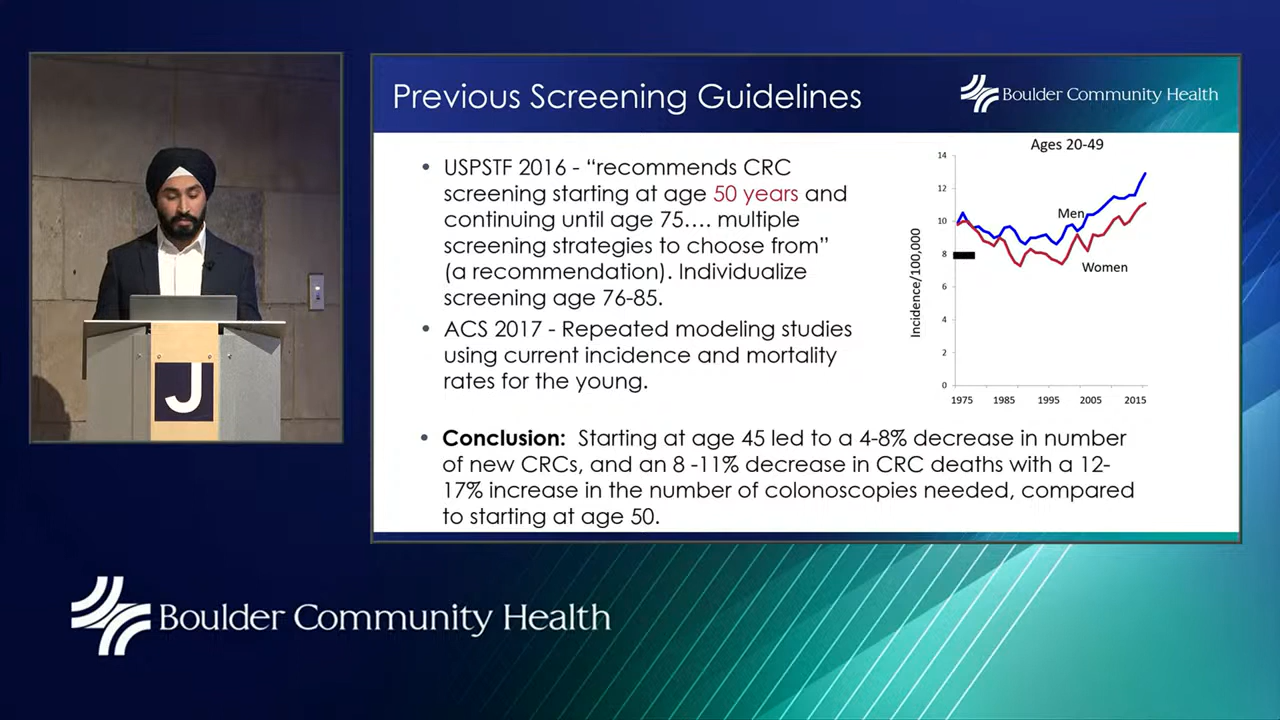 Previous Screening Guidelines
Boulder Community Health
• USPSTF 2016 - “recommends CRC
screening starting at age 50 years and
continuing until age 75.... multiple
screening strategies to choose from”
(a recommendation). Individualize
screening age 76-85.
• ACS 2017 - Repeated modeling studies
using current incidence and mortality
rates for the young.
Ages 20-49
Incidence/100,000
14
12
10
8
6
4
2
0
Men
Women
1975 1985 1995 2005 2015
• Conclusion: Starting at age 45 led to a 4-8% decrease in number
of new CRCs, and an 8 -11% decrease in CRC deaths with a 12-
17% increase in the number of colonoscopies needed, compared
to starting at age 50.
J
Boulder Community Health